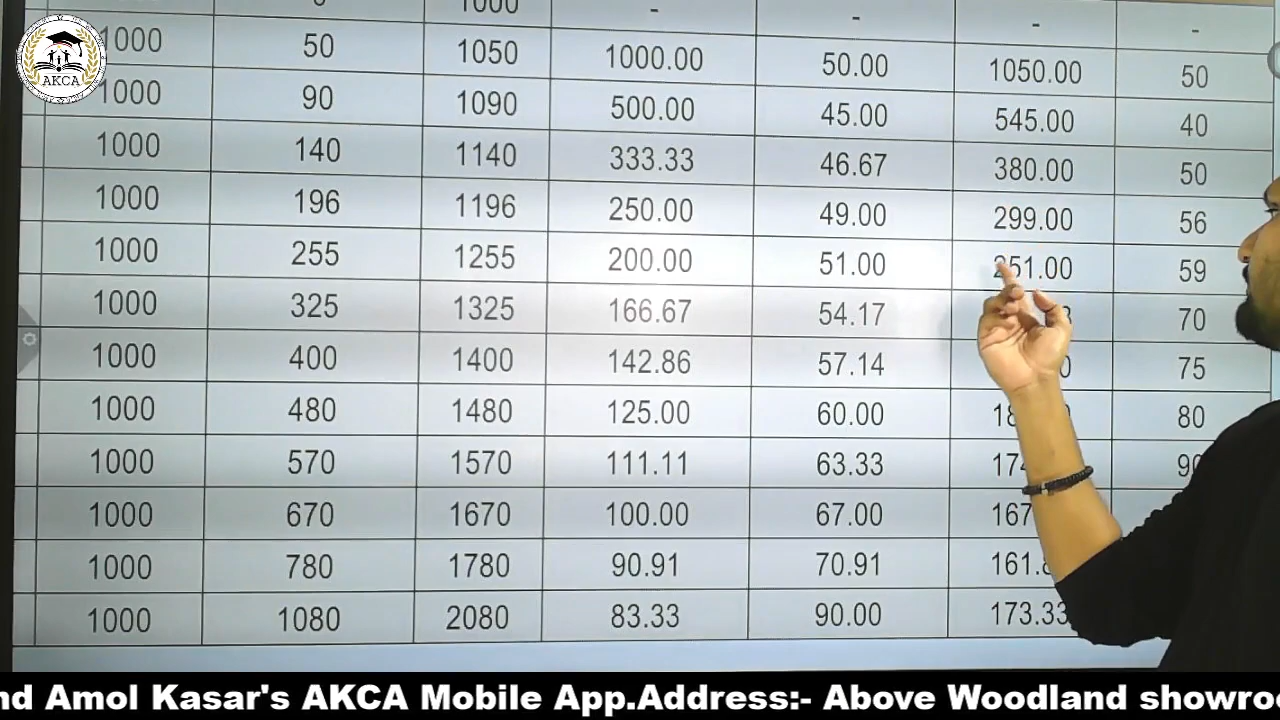 AKCA
1000 - - - -
1000 50 1050 1000.00 50.00 1050.00 50
1000 90 1090 500.00 45.00 545.00 40
1000 140 1140 333.33 46.67 380.00 50
1000 196 1196 250.00 49.00 299.00 56
1000 255 1255 200.00 51.00 251.00 59
1000 325 1325 166.67 54.17 70
1000 400 1400 142.86 57.14 75
1000 480 1480 125.00 60.00 80
1000 570 1570 111.11 63.33
1000 670 1670 100.00 67.00 167
1000 780 1780 90.91 70.91
1000 1080 2080 83.33 90.00 173.33
nd Amol Kasar's AKCA Mobile App.Address:- Above Woodland showroo